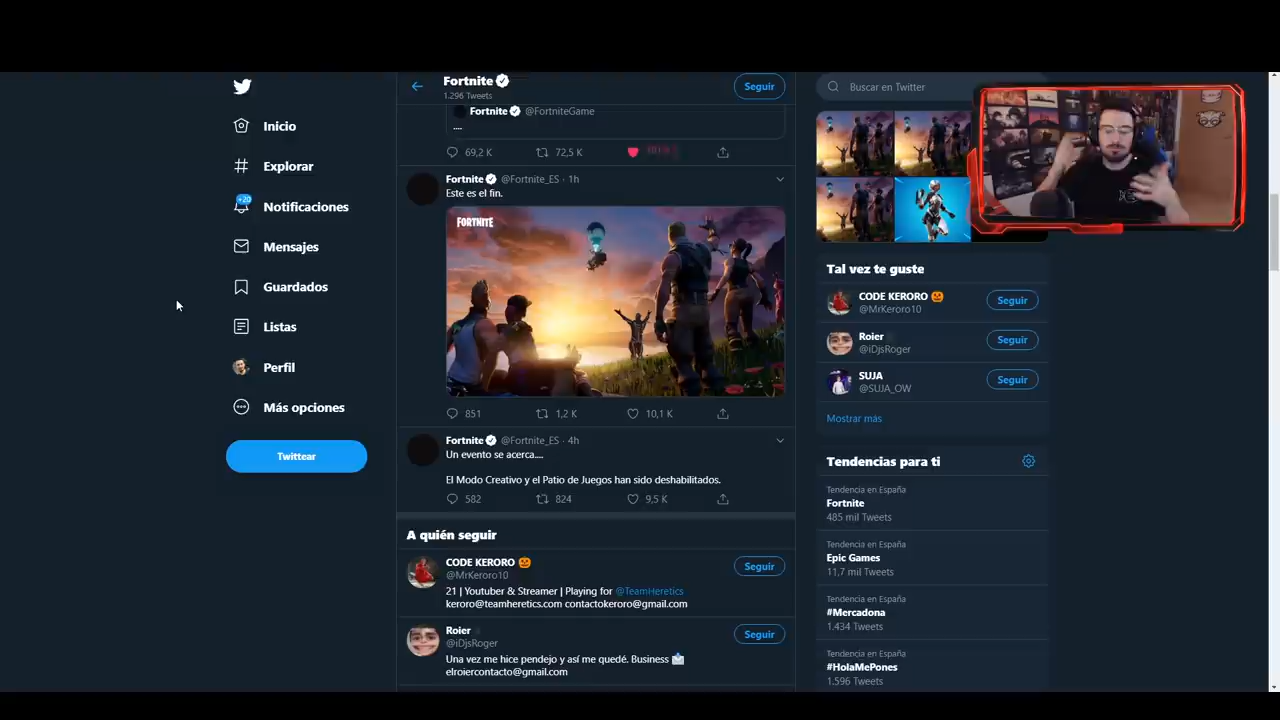 Inicio
Explorar
+20
Notificaciones
Mensajes
Guardados
Listas
Perfil
Más opciones
Twittear
Fortnite
1.296 Tweets
Seguir
Fortnite @FortniteGame
....
69,2 K 72,5 K
Fortnite @Fortnite_ES · 1h
Este es el fin.
FORTNITE
851 1,2 K 10,1 K
Fortnite @Fortnite_ES · 4h
Un evento se acerca....
El Modo Creativo y el Patio de Juegos han sido deshabilitados.
582 824 9,5 K
A quién seguir
CODE KERORO
@MrKeroro10
Seguir
21 | Youtuber & Streamer | Playing for @TeamHeretics
keroro@teamheretics.com contactokeroro@gmail.com
Roier
@iDjsRoger
Seguir
Una vez me hice pendejo y así me quedé. Business
elroiercontacto@gmail.com
Buscar en Twitter
Tal vez te guste
CODE KERORO
@MrKeroro10
Seguir
Roier
@iDjsRoger
Seguir
SUJA
@SUJA_OW
Seguir
Mostrar más
Tendencias para ti
Tendencia en España
Fortnite
485 mil Tweets
Tendencia en España
Epic Games
11,7 mil Tweets
Tendencia en España
#Mercadona
1.434 Tweets
Tendencia en España
#HolaMePones
1.596 Tweets